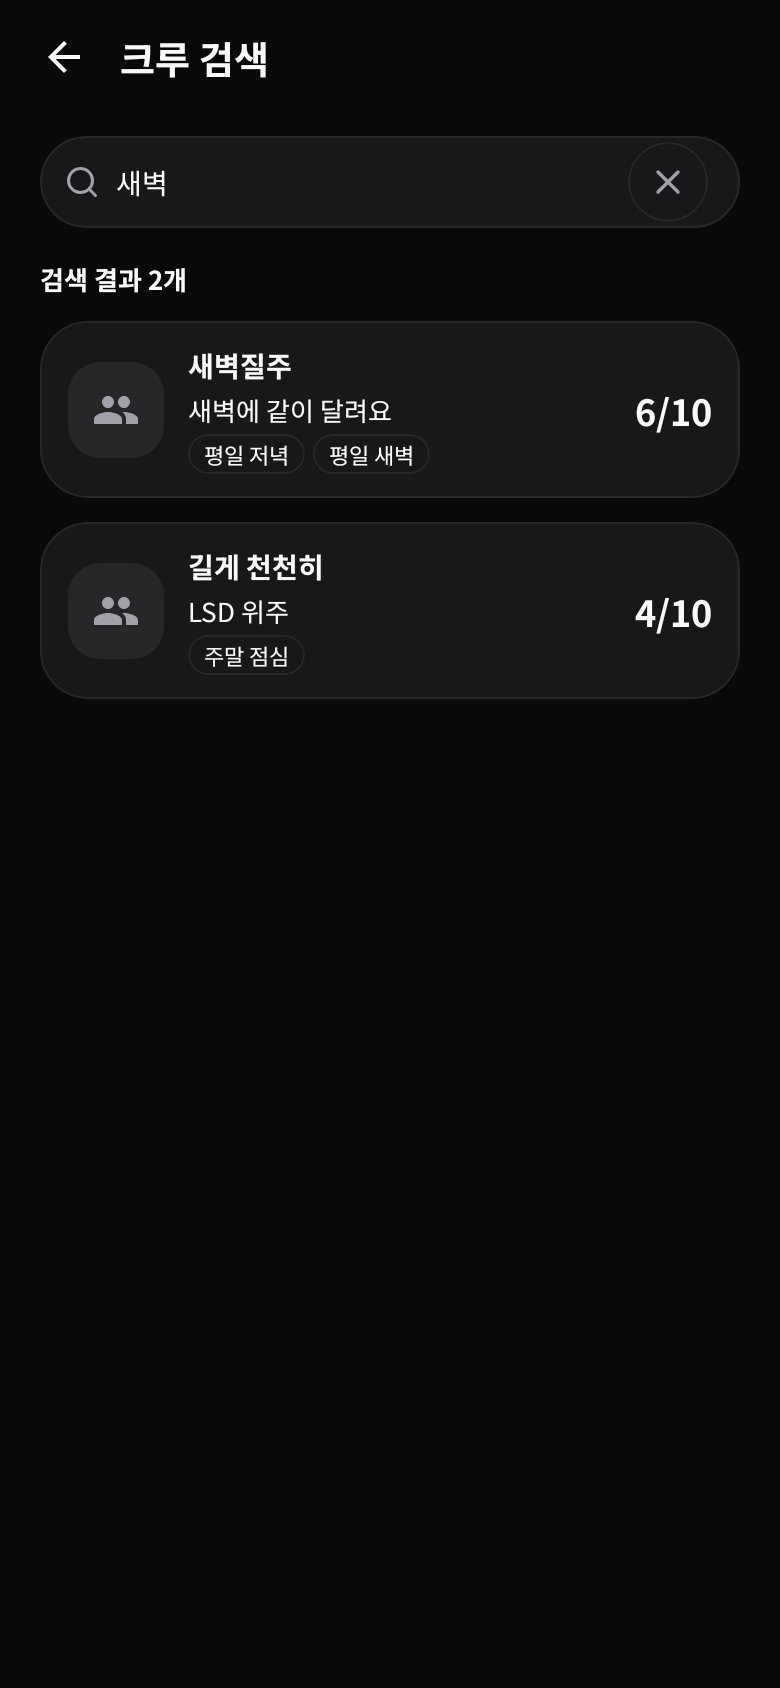 크루 검색
새벽
검색 결과 2개
새벽질주
새벽에 같이 달려요
6/10
평일 저녁 평일 새벽
길게 천천히
LSD 위주
4/10
주말 점심